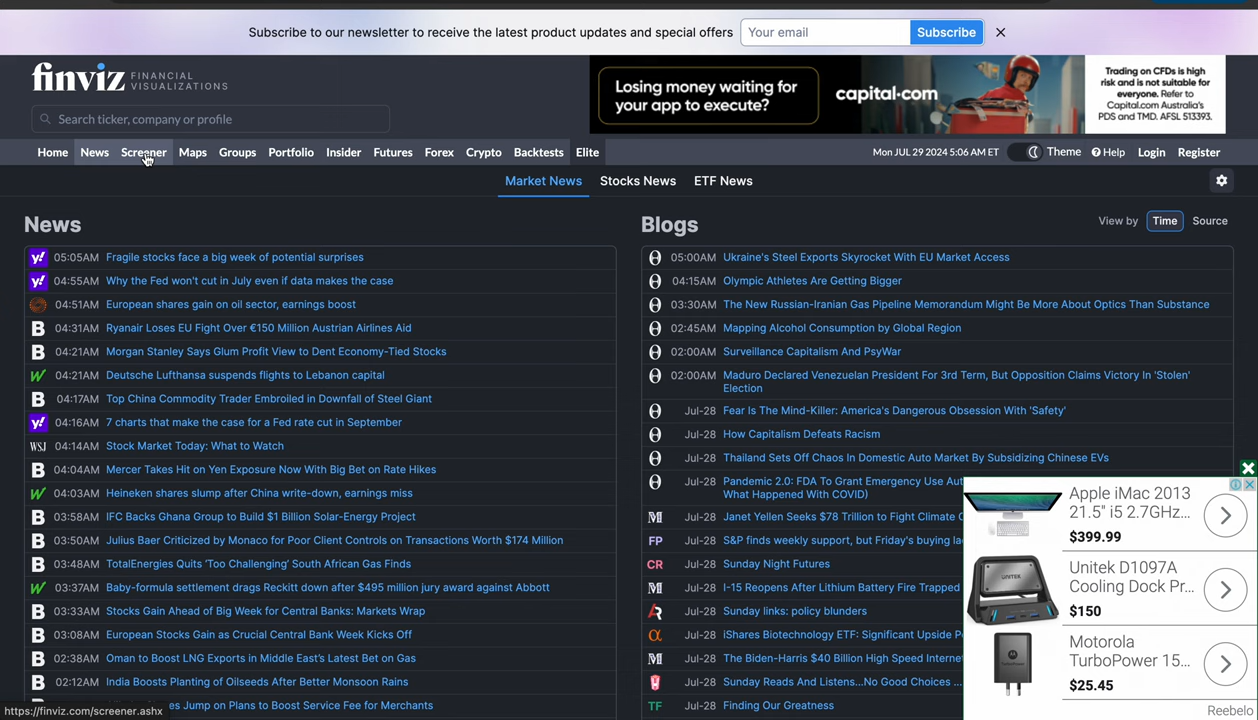 Subscribe to our newsletter to receive the latest product updates and special offers
Your email
Subscribe
finviz FINANCIAL VISUALIZATIONS
Losing money waiting for
your app to execute?
capital.com
Trading on CFDs is high
risk and is not suitable for
everyone. Refer to
Capital.com Australia's
PDS and TMD. AFSL 513393.
Search ticker, company or profile
Home News Screener Maps Groups Portfolio Insider Futures Forex Crypto Backtests Elite
Mon JUL 29 2024 5:06 AM ET Theme Help Login Register
Market News Stocks News ETF News
News
05:05AM Fragile stocks face a big week of potential surprises
04:55AM Why the Fed won't cut in July even if data makes the case
04:51AM European shares gain on oil sector, earnings boost
B 04:31AM Ryanair Loses EU Fight Over €150 Million Austrian Airlines Aid
B 04:21AM Morgan Stanley Says Glum Profit View to Dent Economy-Tied Stocks
04:21AM Deutsche Lufthansa suspends flights to Lebanon capital
B 04:17AM Top China Commodity Trader Embroiled in Downfall of Steel Giant
y! 04:16AM 7 charts that make the case for a Fed rate cut in September
WSJ 04:14AM Stock Market Today: What to Watch
B 04:04AM Mercer Takes Hit on Yen Exposure Now With Big Bet on Rate Hikes
04:03AM Heineken shares slump after China write-down, earnings miss
B 03:58AM IFC Backs Ghana Group to Build $1 Billion Solar-Energy Project
B 03:50AM Julius Baer Criticized by Monaco for Poor Client Controls on Transactions Worth $174 Million
B 03:48AM TotalEnergies Quits 'Too Challenging' South African Gas Fields
03:37AM Baby-formula settlement drags Reckitt down after $495 million jury award against Abbott
B 03:33AM Stocks Gain Ahead of Big Week for Central Banks: Markets Wrap
B 03:08AM European Stocks Gain as Crucial Central Bank Week Kicks Off
B 02:38AM Oman to Boost LNG Exports in Middle East's Latest Bet on Gas
B 02:12AM India Boosts Planting of Oilseeds After Better Monsoon Rains
es Jump on Plans to Boost Service Fee for Merchants
https://finviz.com/screener.ashx
Blogs
View by Time Source
05:00AM Ukraine's Steel Exports Skyrocket With EU Market Access
04:15AM Olympic Athletes Are Getting Bigger
03:30AM The New Russian-Iranian Gas Pipeline Memorandum Might Be More About Optics Than Substance
02:45AM Mapping Alcohol Consumption by Global Region
02:00AM Surveillance Capitalism And PsyWar
02:00AM Maduro Declared Venezuelan President For 3rd Term, But Opposition Claims Victory In 'Stolen'
Election
Jul-28 Fear Is The Mind-Killer: America's Dangerous Obsession With 'Safety'
Jul-28 How Capitalism Defeats Racism
Jul-28 Thailand Sets Off Chaos In Domestic Auto Market By Subsidizing Chinese EVs
Jul-28 Pandemic 2.0: FDA To Grant Emergency Use Aut
What Happened With COVID)
Jul-28 Janet Yellen Seeks $78 Trillion to Fight Climate C
FP Jul-28 S&P finds weekly support, but Friday's buying la
CR Jul-28 Sunday Night Futures
Jul-28 I-15 Reopens After Lithium Battery Fire Trapped
Jul-28 Sunday links: policy blunders
Jul-28 iShares Biotechnology ETF: Significant Upside P
Jul-28 The Biden-Harris $40 Billion High Speed Internet
Jul-28 Sunday Reads And Listens...No Good Choices ...
TF Jul-28 Finding Our Greatness
Apple iMac 2013
21.5" i5 2.7GHz...
$399.99
Unitek D1097A
Cooling Dock Pr...
$150
Motorola
TurboPower 15...
$25.45
Reebelo